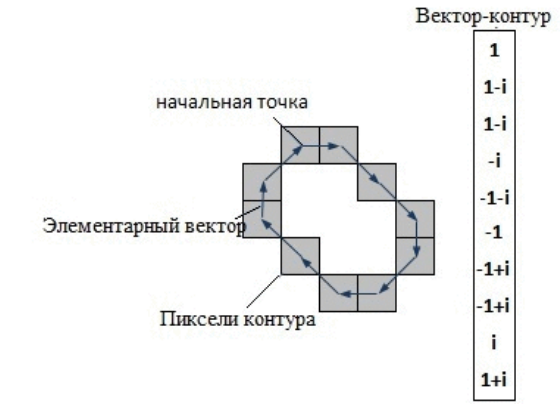 Вектор-контур
1
1-i
1-i
-i
-1-i
-1
-1+i
-1+i
i
1+i
начальная точка
Элементарный вектор
Пиксели контура